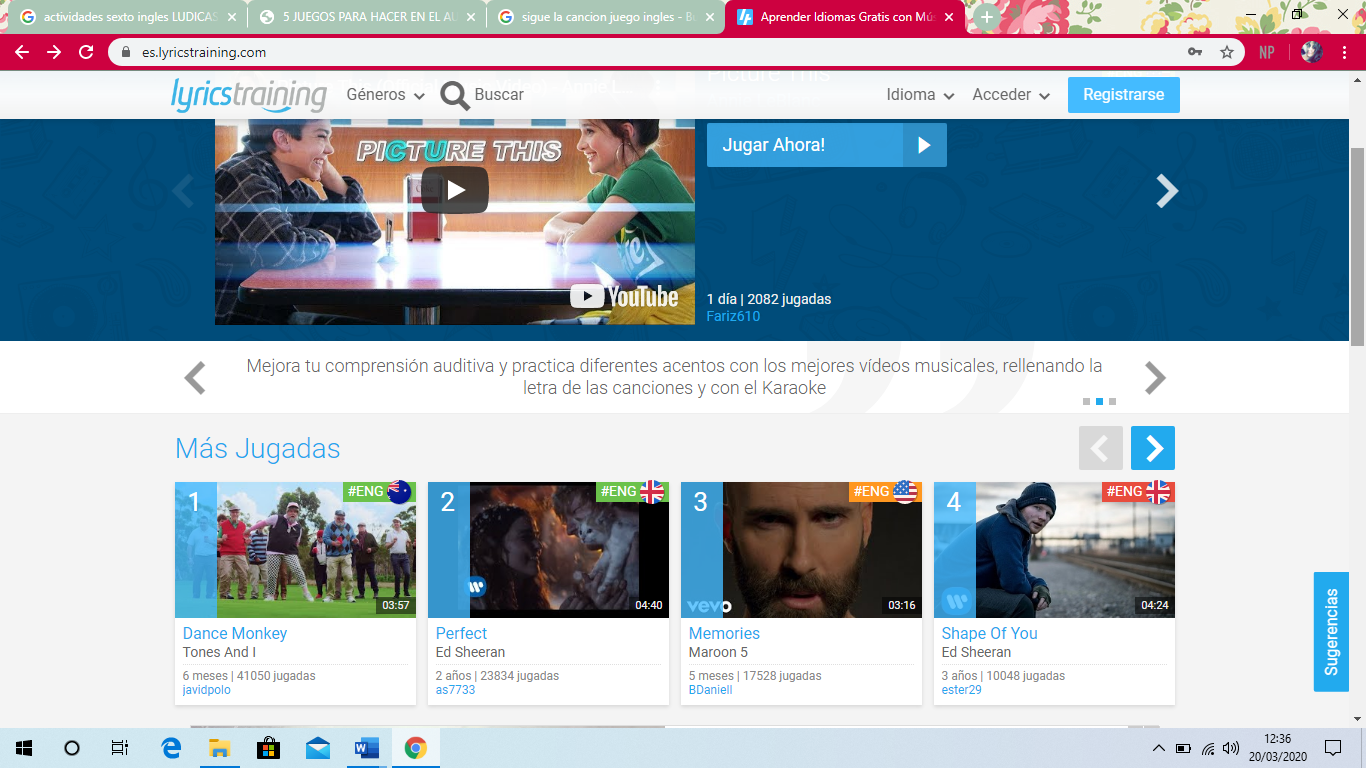 actividades sexto ingles LUDICAS
5 JUEGOS PARA HACER EN EL AU
sigue la cancion juego ingles - B
Aprender Idiomas Gratis con Mú
es.lyricstraining.com
NP
lyricstraining
Géneros
Buscar
Idioma
Acceder
Registrarse
Picture This
PICTURE THIS
YouTube
Jugar Ahora!
1 día | 2082 jugadas
Fariz610
Mejora tu comprensión auditiva y practica diferentes acentos con los mejores vídeos musicales, rellenando la
letra de las canciones y con el Karaoke
Más Jugadas
1
#ENG
03:57
Dance Monkey
Tones And I
6 meses | 41050 jugadas
javidpolo
2
#ENG
04:40
Perfect
Ed Sheeran
2 años | 23834 jugadas
as7733
3
#ENG
vevo
03:16
Memories
Maroon 5
5 meses | 17528 jugadas
BDaniell
4
#ENG
04:24
Shape Of You
Ed Sheeran
3 años | 10048 jugadas
ester29
Sugerencias
12:36
20/03/2020